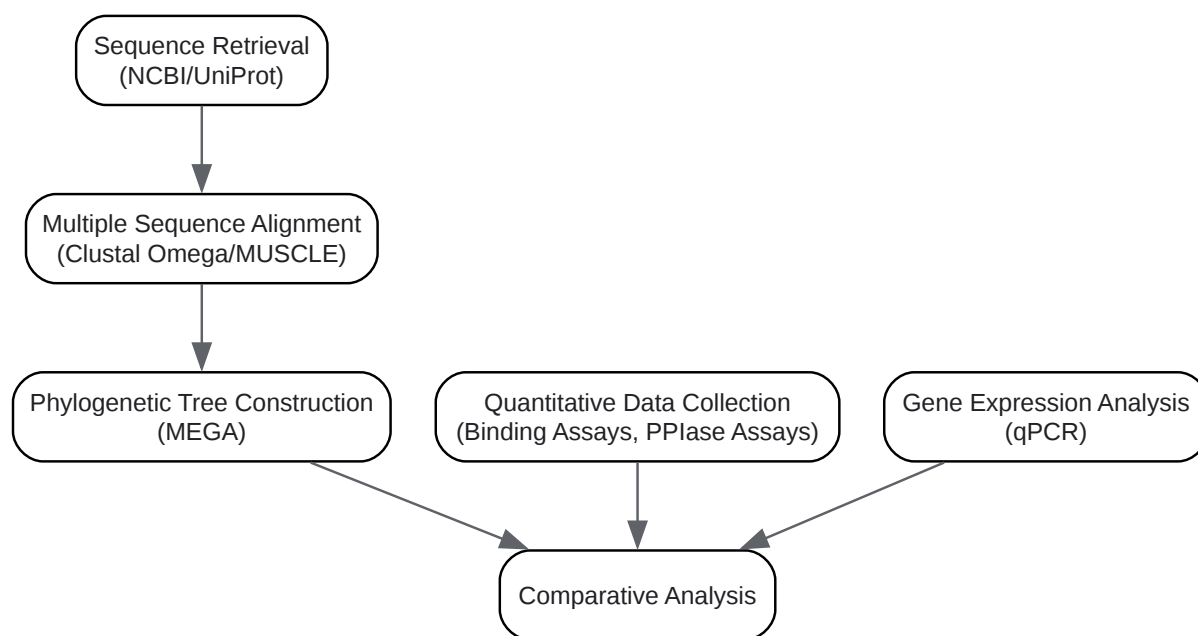 Sequence Retrieval
(NCBI/UniProt)
Multiple Sequence Alignment
(Clustal Omega/MUSCLE)
Phylogenetic Tree Construction
(MEGA)
Quantitative Data Collection
(Binding Assays, PPIase Assays)
Gene Expression Analysis
(qPCR)
Comparative Analysis